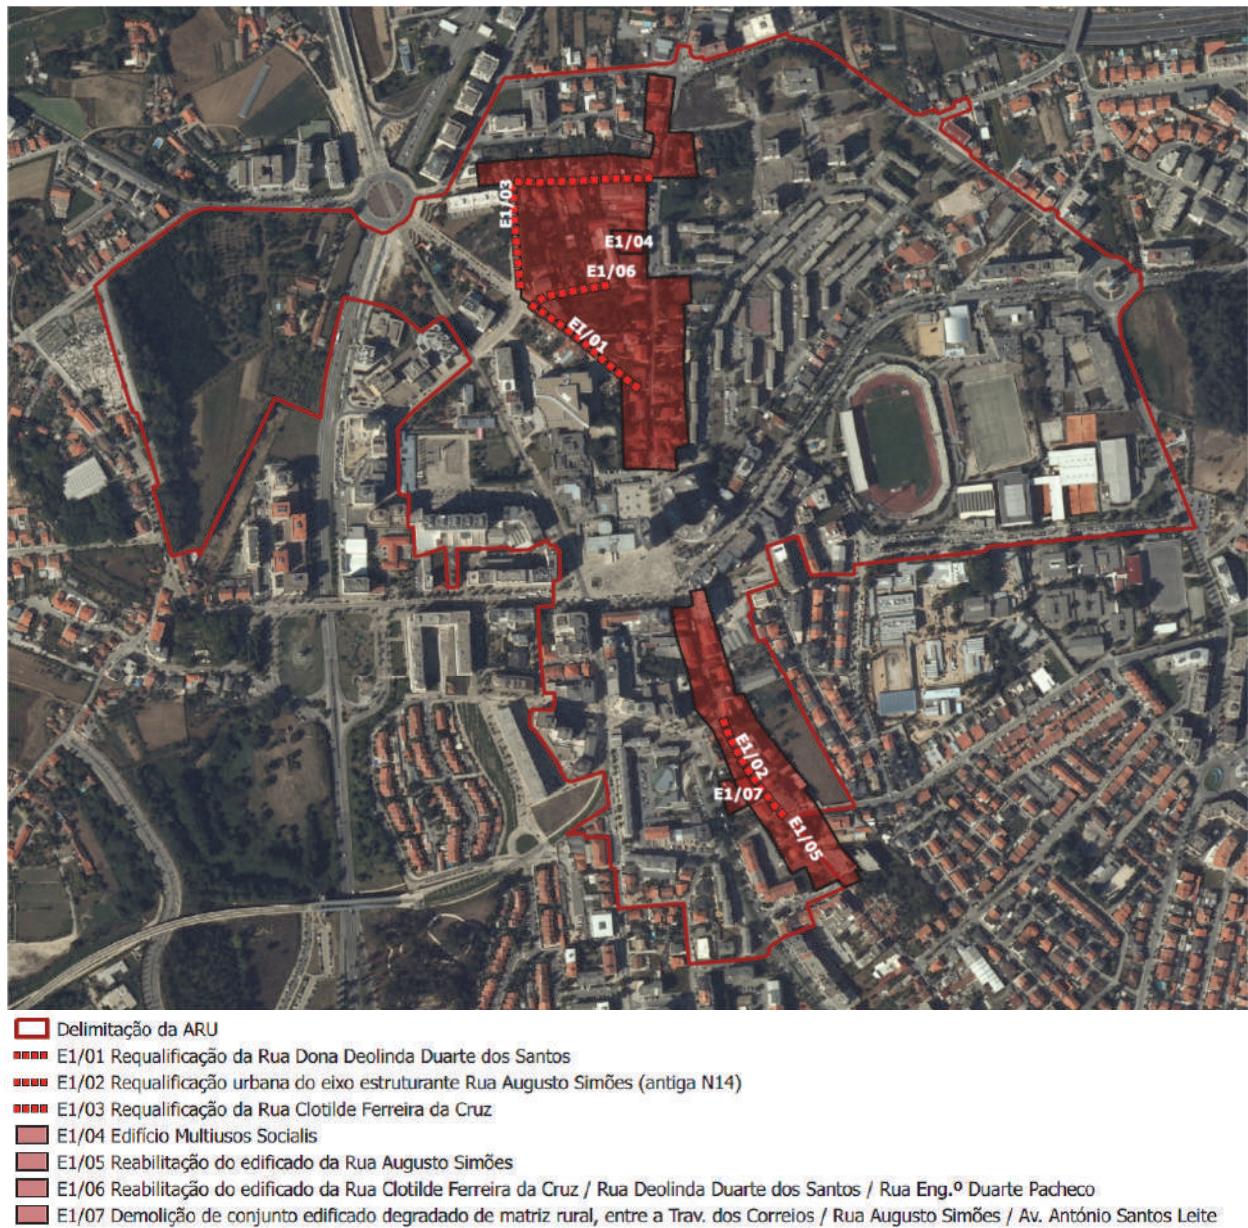 E1/03
E1/04
E1/06
E1/01
E1/02
E1/07
E1/05
Delimitação da ARU
E1/01 Requalificação da Rua Dona Deolinda Duarte dos Santos
E1/02 Requalificação urbana do eixo estruturante Rua Augusto Simões (antiga N14)
E1/03 Requalificação da Rua Clotilde Ferreira da Cruz
E1/04 Edifício Multiusos Socialis
E1/05 Reabilitação do edificado da Rua Augusto Simões
E1/06 Reabilitação do edificado da Rua Clotilde Ferreira da Cruz / Rua Deolinda Duarte dos Santos / Rua Eng.º Duarte Pacheco
E1/07 Demolição de conjunto edificado degradado de matriz rural, entre a Trav. dos Correios / Rua Augusto Simões / Av. António Santos Leite